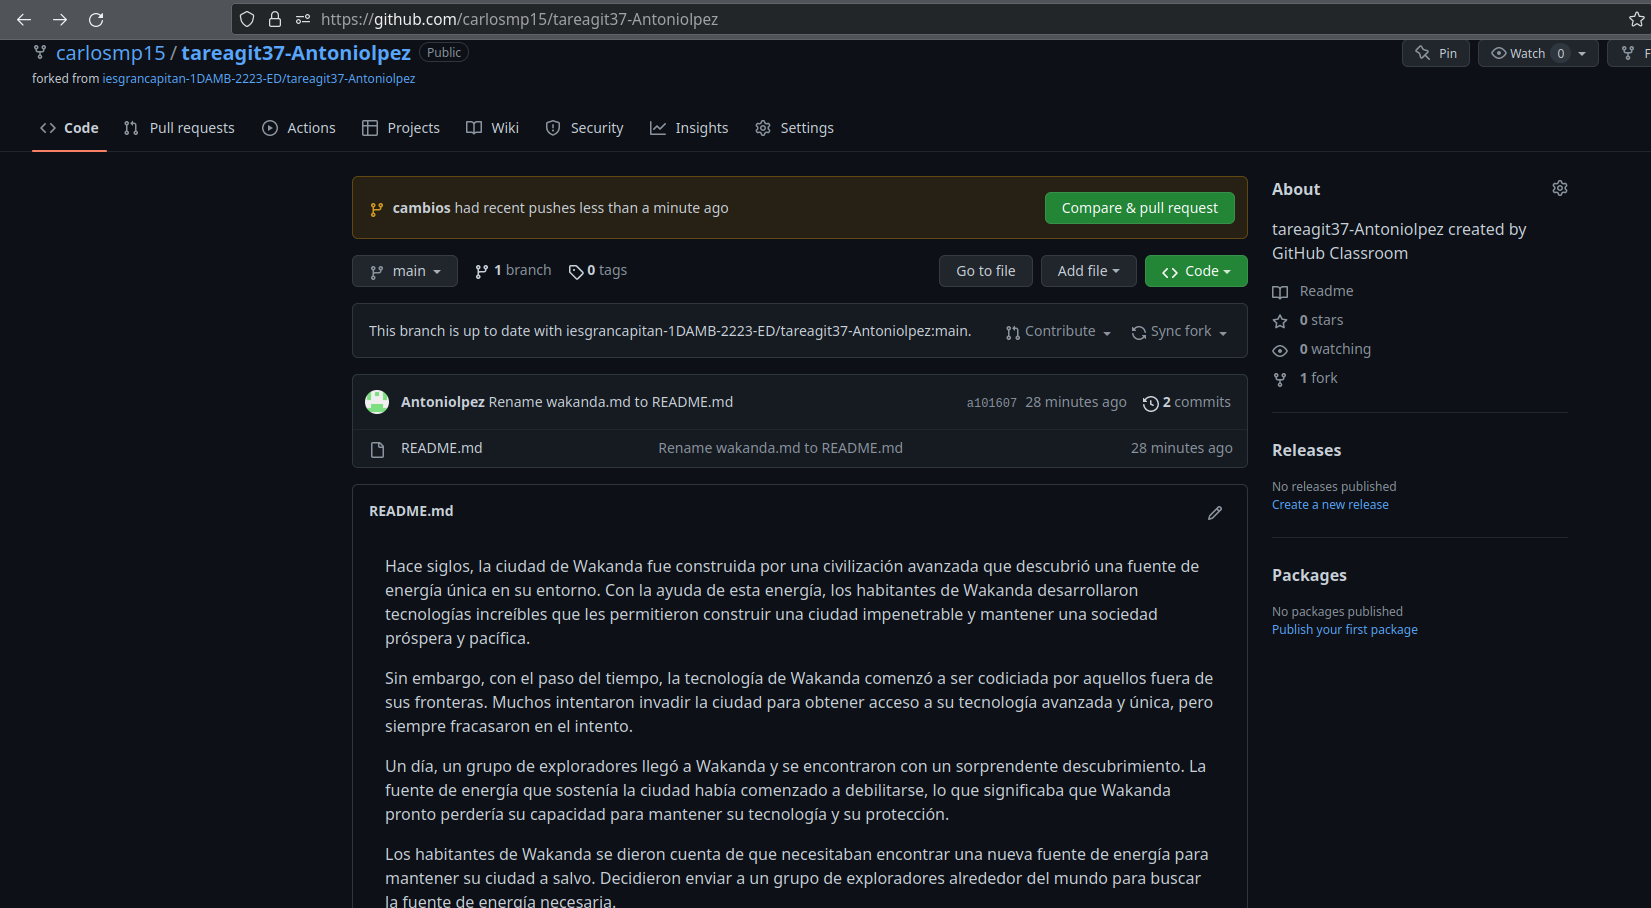 https://github.com/carlosmp15/tareagit37-Antoniolpez
carlosmp15 / tareagit37-Antoniolpez Public
Pin
Watch 0
F
forked from iesgrancapitan-1DAMB-2223-ED/tareagit37-Antoniolpez
Code
Pull requests
Actions
Projects
Wiki
Security
Insights
Settings
cambios had recent pushes less than a minute ago
Compare & pull request
main
1 branch
0 tags
Go to file
Add file
Code
This branch is up to date with iesgrancapitan-1DAMB-2223-ED/tareagit37-Antoniolpez:main.
Contribute
Sync fork
Antoniolpez Rename wakanda.md to README.md
a101607 28 minutes ago
2 commits
README.md
Rename wakanda.md to README.md
28 minutes ago
README.md
Hace siglos, la ciudad de Wakanda fue construida por una civilización avanzada que descubrió una fuente de
energía única en su entorno. Con la ayuda de esta energía, los habitantes de Wakanda desarrollaron
tecnologías increíbles que les permitieron construir una ciudad impenetrable y mantener una sociedad
próspera y pacífica.
Sin embargo, con el paso del tiempo, la tecnología de Wakanda comenzó a ser codiciada por aquellos fuera de
sus fronteras. Muchos intentaron invadir la ciudad para obtener acceso a su tecnología avanzada y única, pero
siempre fracasaron en el intento.
Un día, un grupo de exploradores llegó a Wakanda y se encontraron con un sorprendente descubrimiento. La
fuente de energía que sostenía la ciudad había comenzado a debilitarse, lo que significaba que Wakanda
pronto perdería su capacidad para mantener su tecnología y su protección.
Los habitantes de Wakanda se dieron cuenta de que necesitaban encontrar una nueva fuente de energía para
mantener su ciudad a salvo. Decidieron enviar a un grupo de exploradores alrededor del mundo para buscar
la fuente de energía necesaria.
About
tareagit37-Antoniolpez created by
GitHub Classroom
Readme
0 stars
0 watching
1 fork
Releases
No releases published
Create a new release
Packages
No packages published
Publish your first package